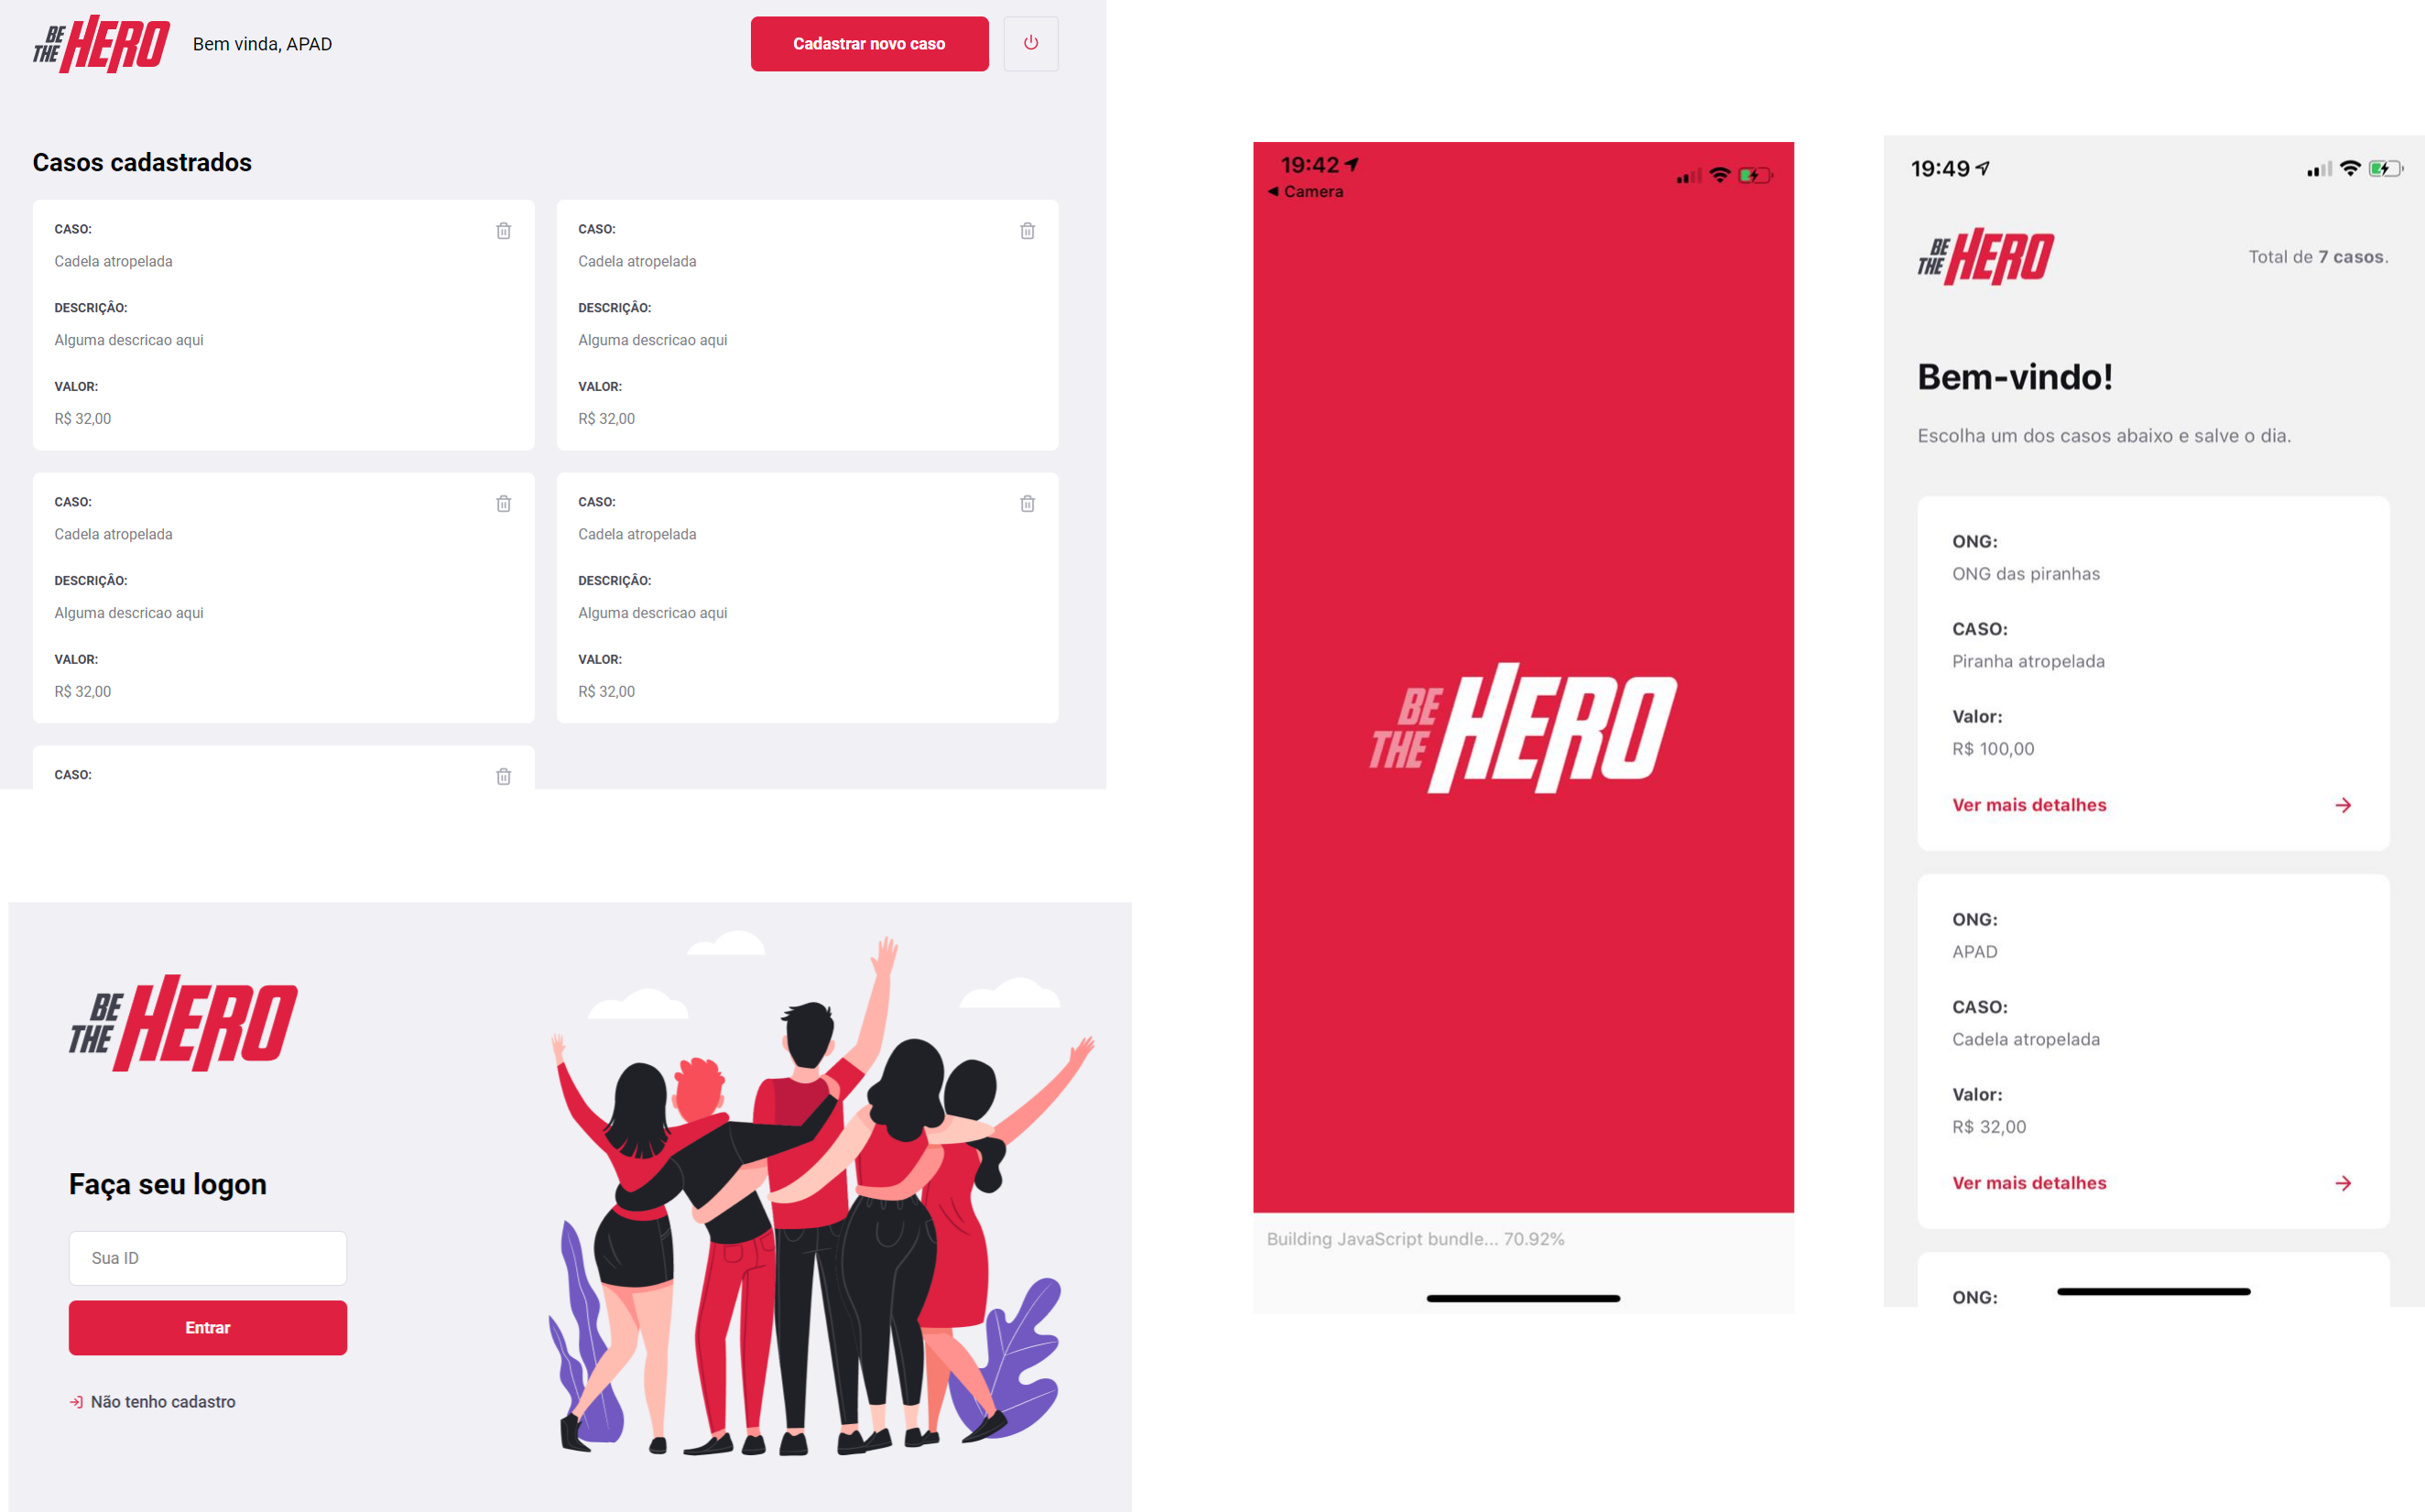 BE THE HERO
Bem vinda, APAD
Cadastrar novo caso
Casos cadastrados
CASO:
Cadela atropelada
DESCRIÇÂO:
Alguma descricao aqui
VALOR:
R$ 32,00
CASO:
Cadela atropelada
DESCRIÇÂO:
Alguma descricao aqui
VALOR:
R$ 32,00
CASO:
Cadela atropelada
DESCRIÇÂO:
Alguma descricao aqui
VALOR:
R$ 32,00
CASO:
Cadela atropelada
DESCRIÇÂO:
Alguma descricao aqui
VALOR:
R$ 32,00
CASO:
BE THE HERO
Faça seu logon
Sua ID
Entrar
Não tenho cadastro
19:42
Camera
BE THE HERO
Building JavaScript bundle... 70.92%
19:49
BE THE HERO
Total de 7 casos.
Bem-vindo!
Escolha um dos casos abaixo e salve o dia.
ONG:
ONG das piranhas
CASO:
Piranha atropelada
Valor:
R$ 100,00
Ver mais detalhes
ONG:
APAD
CASO:
Cadela atropelada
Valor:
R$ 32,00
Ver mais detalhes
ONG: